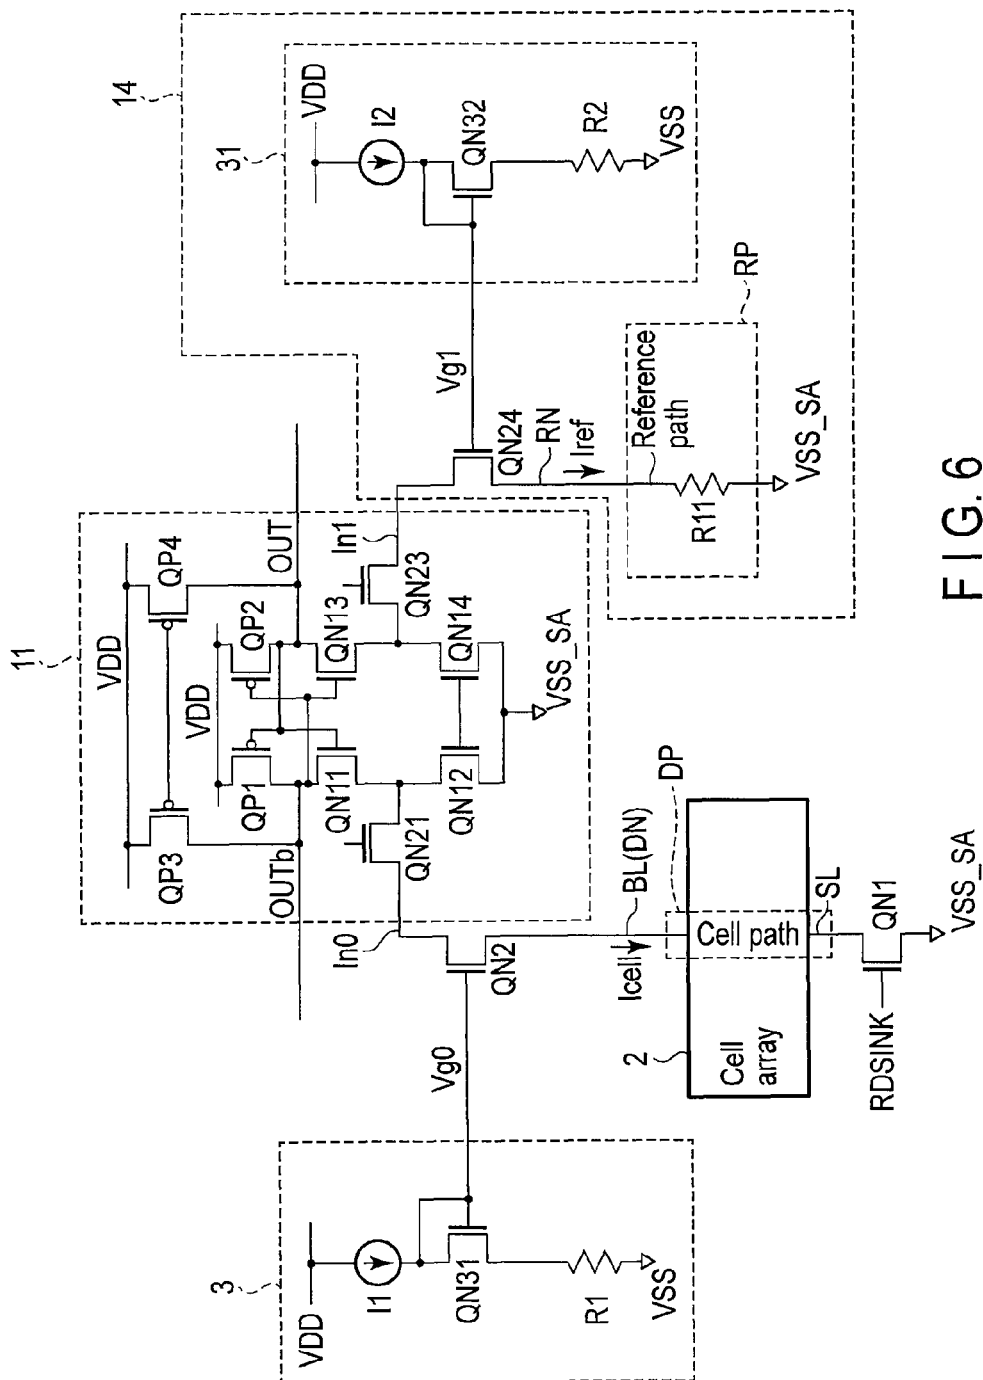 14
31
VDD
I2
QN32
R2
VSS
Vg1
QN24
RN
Iref
Reference
path
R11
VSS_SA
RP
11
VDD
QP3
QP4
VDD
QP1
QP2
OUTb
OUT
QN11
QN13
QN21
QN23
QN12
QN14
VSS_SA
In0
In1
3
VDD
I1
QN31
R1
VSS
Vg0
QN2
Icell
BL(DN)
DP
2
Cell
array
Cell path
SL
RDSINK
QN1
VSS_SA
FIG. 6